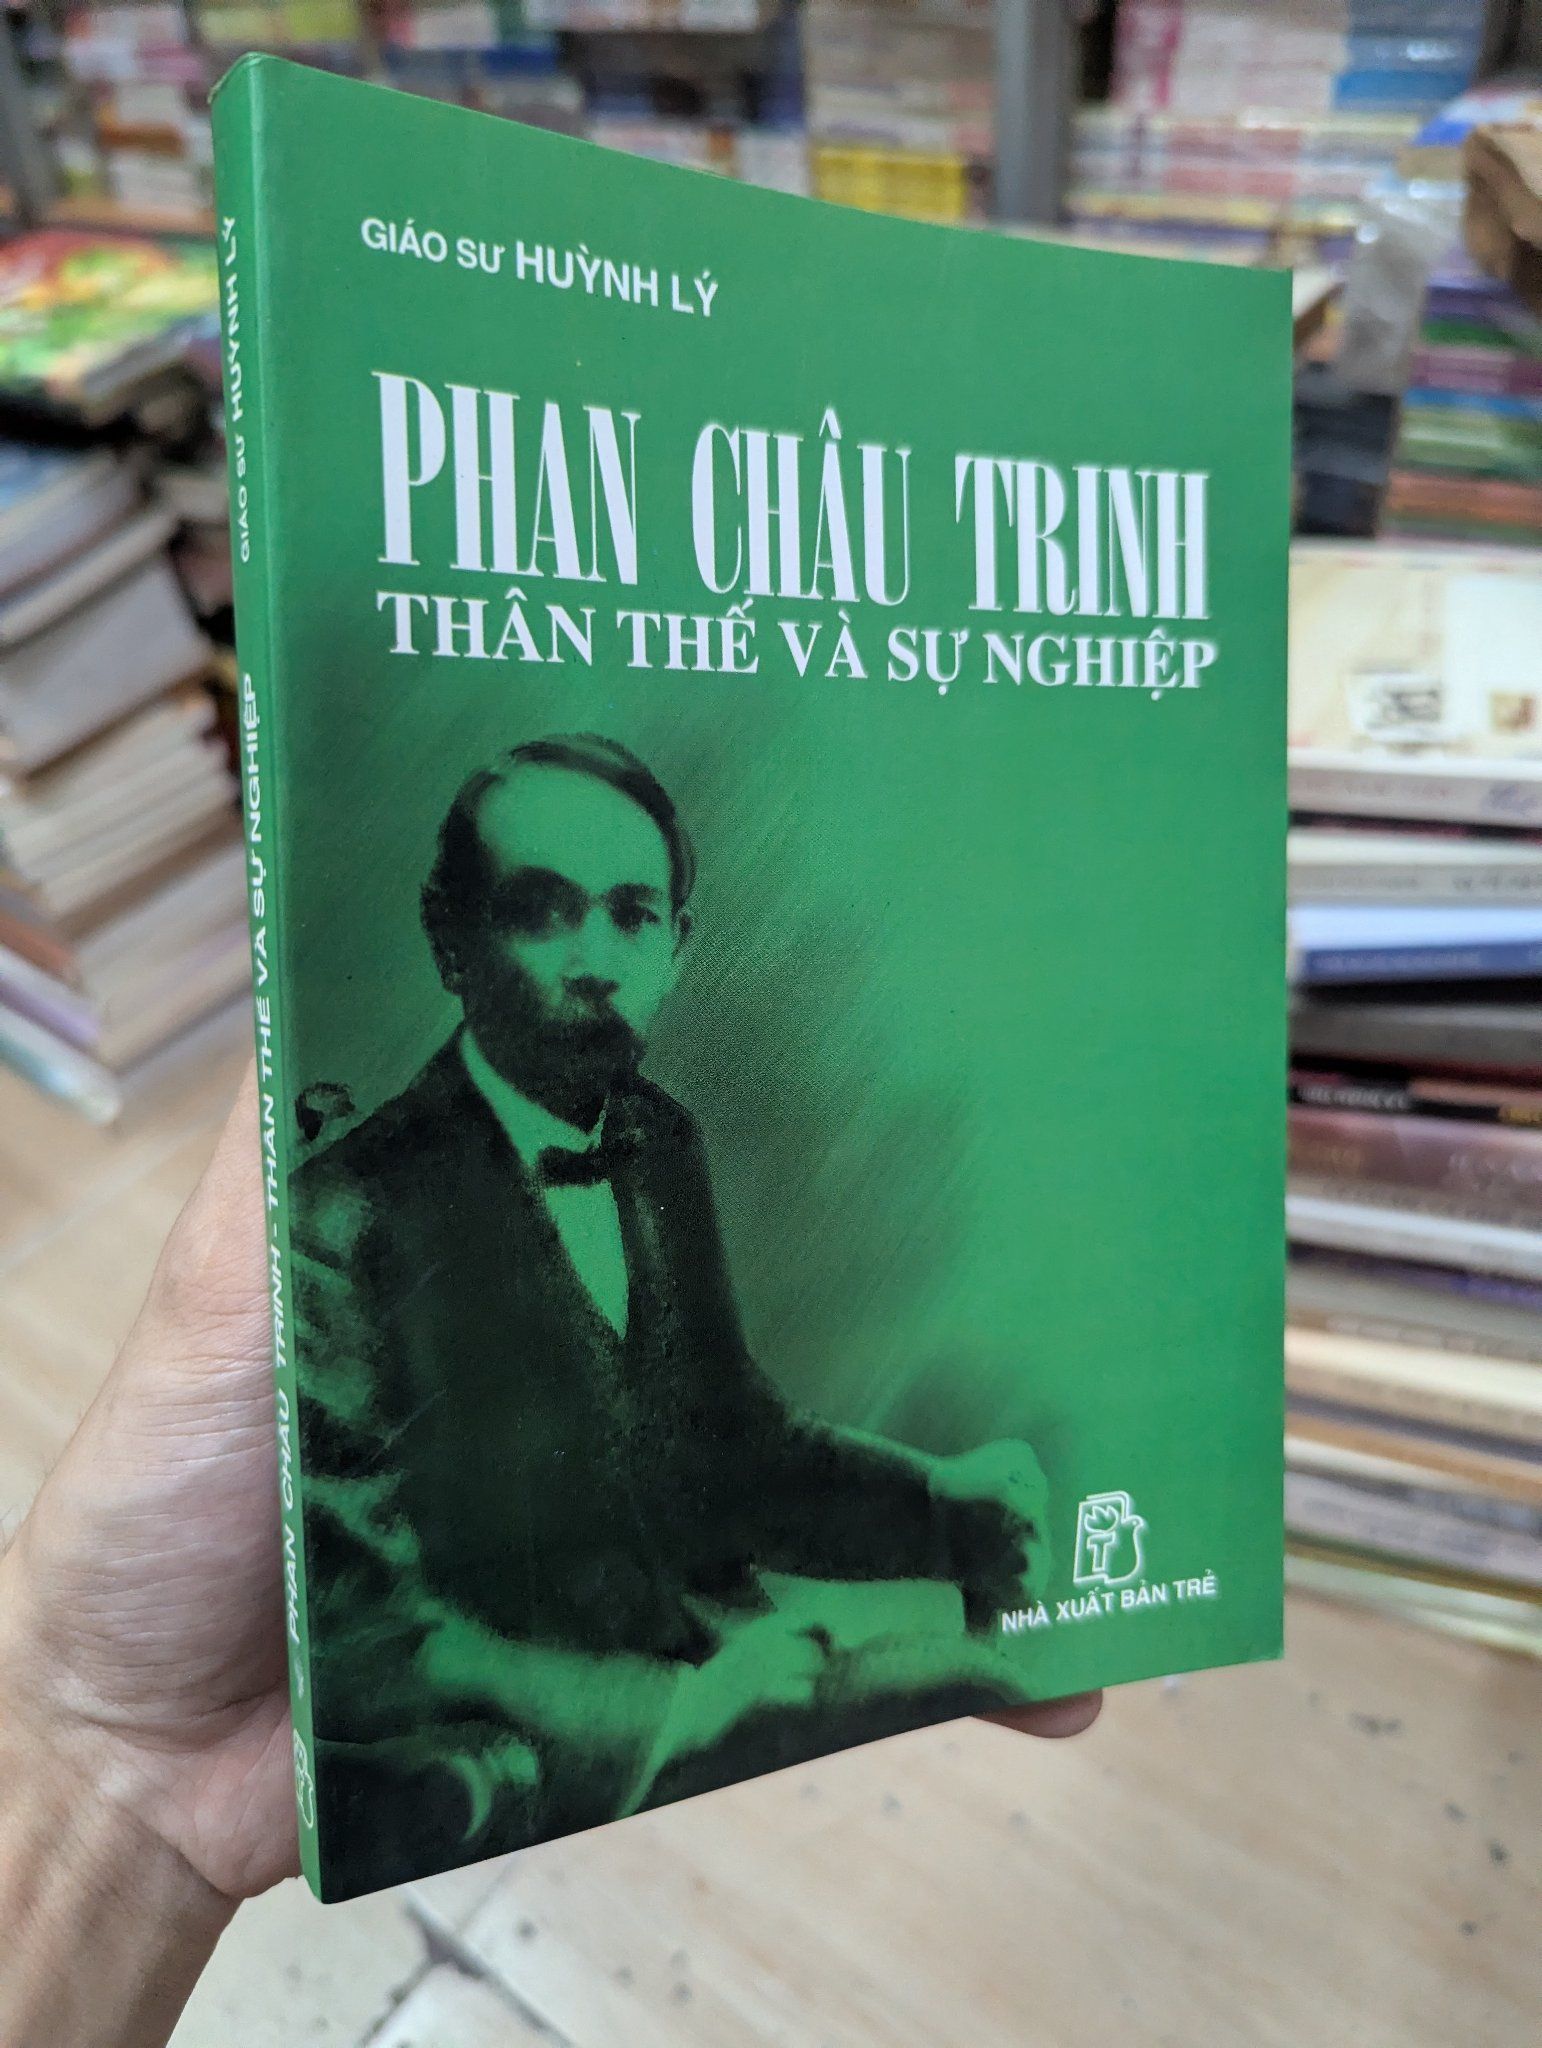 GIÁO SƯ HUỲNH LÝ
PHAN CHÂU TRINH
THÂN THẾ VÀ SỰ NGHIỆP
NHÀ XUẤT BẢN TRẺ
GIÁO SƯ HUỲNH LÝ
PHAN CHÂU TRINH - THÂN THẾ VÀ SỰ NGHIỆP